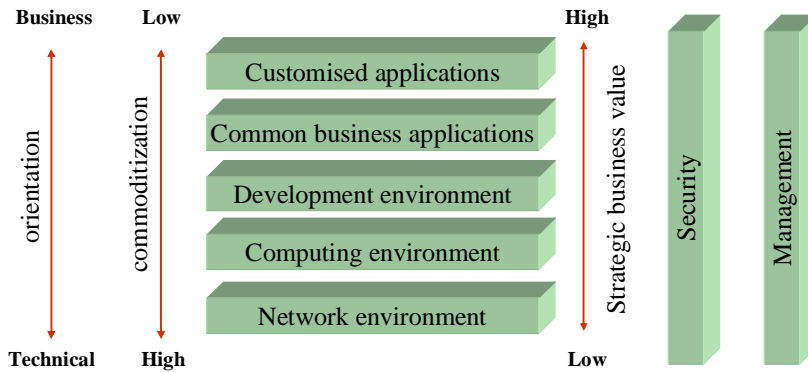 Business
Low
High
Customised applications
Common business applications
Development environment
Computing environment
Network environment
orientation
commoditization
Strategic business value
Security
Management
Technical
High
Low